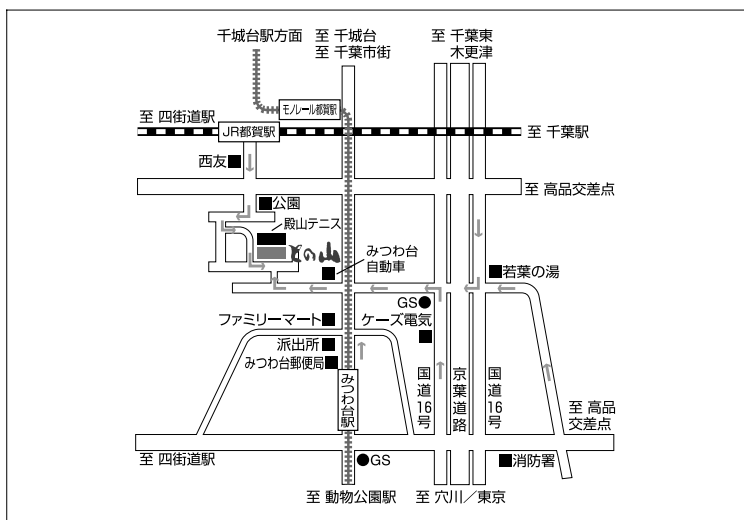 千城台駅方面
至 千城台
至 千葉市街
至 千葉東
木更津
モノレール都賀駅
至 四街道駅
JR都賀駅
至 千葉駅
西友
至 高品交差点
公園
殿山テニス
みつわ台
自動車
若葉の湯
GS
ファミリーマート
ケーズ電気
派出所
みつわ台郵便局
みつわ台駅
国道16号
京葉道路
国道16号
至 高品
交差点
至 四街道駅
GS
消防署
至 動物公園駅
至 穴川／東京